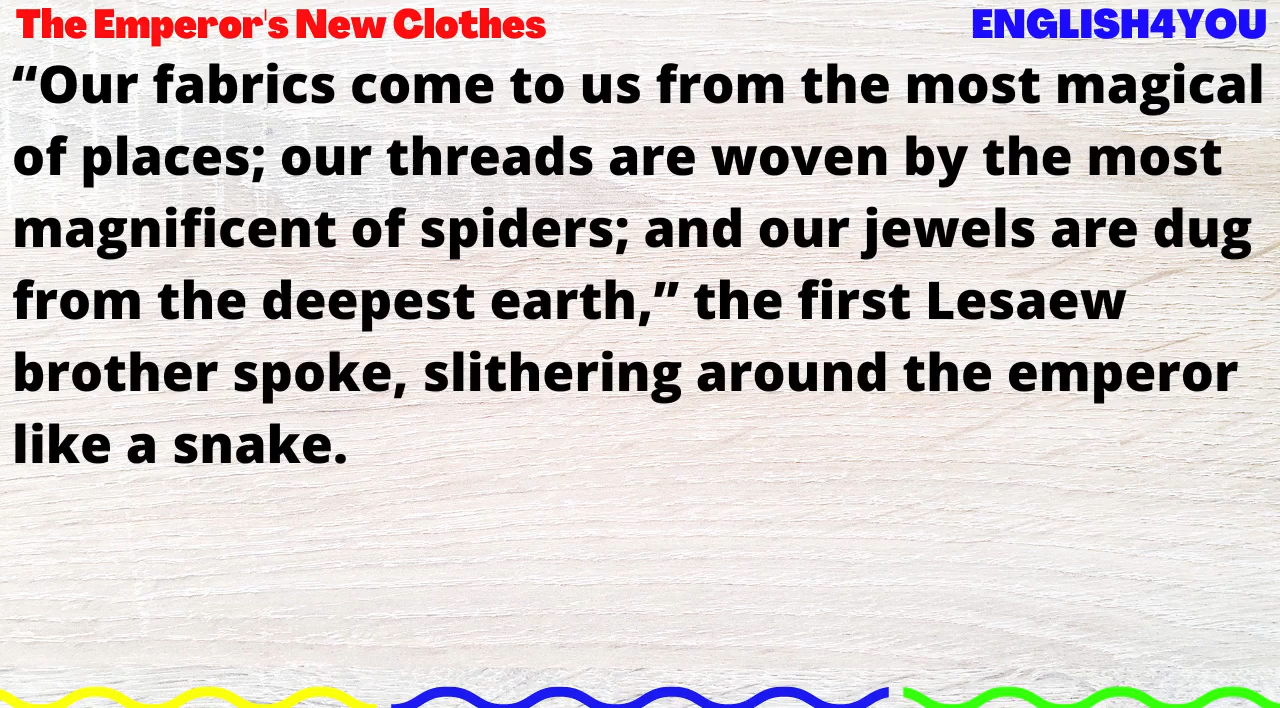 The Emperor's New Clothes
ENGLISH4YOU
“Our fabrics come to us from the most magical
of places; our threads are woven by the most
magnificent of spiders; and our jewels are dug
from the deepest earth,” the first Lesaew
brother spoke, slithering around the emperor
like a snake.